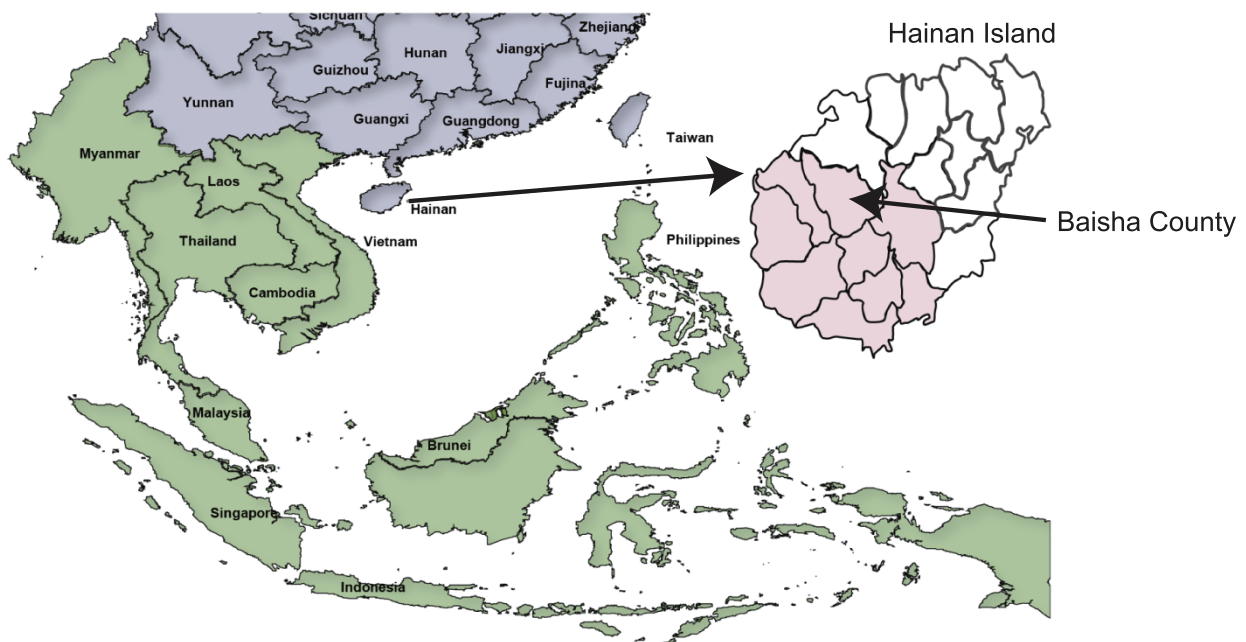 Sichuan
Zhejiang
Hunan
Jiangxi
Guizhou
Fujina
Yunnan
Guangxi
Guangdong
Taiwan
Myanmar
Laos
Hainan
Thailand
Vietnam
Philippines
Cambodia
Malaysia
Brunei
Singapore
Indonesia
Hainan Island
Baisha County